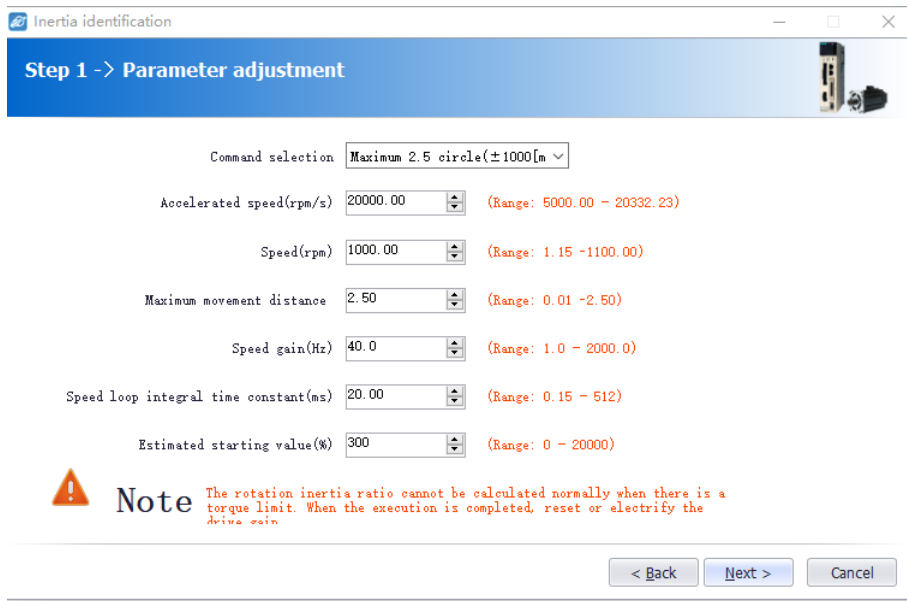 Inertia identification
Step 1 -> Parameter adjustment
Command selection Maximum 2.5 circle(±1000[m
Accelerated speed(rpm/s) 20000.00 (Range: 5000.00 - 20332.23)
Speed(rpm) 1000.00 (Range: 1.15 -1100.00)
Maximum movement distance 2.50 (Range: 0.01 -2.50)
Speed gain(Hz) 40.0 (Range: 1.0 - 2000.0)
Speed loop integral time constant(ms) 20.00 (Range: 0.15 - 512)
Estimated starting value(%) 300 (Range: 0 - 20000)
Note The rotation inertia ratio cannot be calculated normally when there is a
torque limit. When the execution is completed, reset or electrify the
drive gain
< Back Next > Cancel